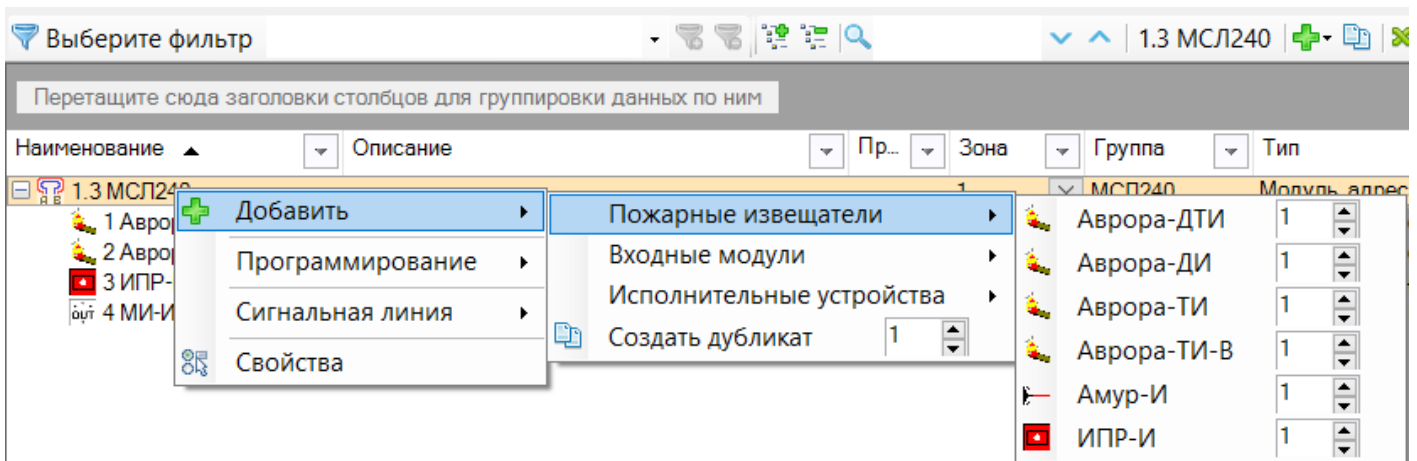 Выберите фильтр 1.3 МСЛ240
Перетащите сюда заголовки столбцов для группировки данных по ним
Наименование Описание Пр... Зона Группа Тип
1.3 МСЛ240 1 МСЛ240 Модуль адрес
Добавить Пожарные извещатели Аврора-ДТИ 1
1 Авро
2 Авро
Программирование Входные модули Аврора-ДИ 1
3 ИПР-
Исполнительные устройства Аврора-ТИ 1
4 МИ-И
Сигнальная линия
Создать дубликат 1 Аврора-ТИ-В 1
Свойства
Амур-И 1
ИПР-И 1